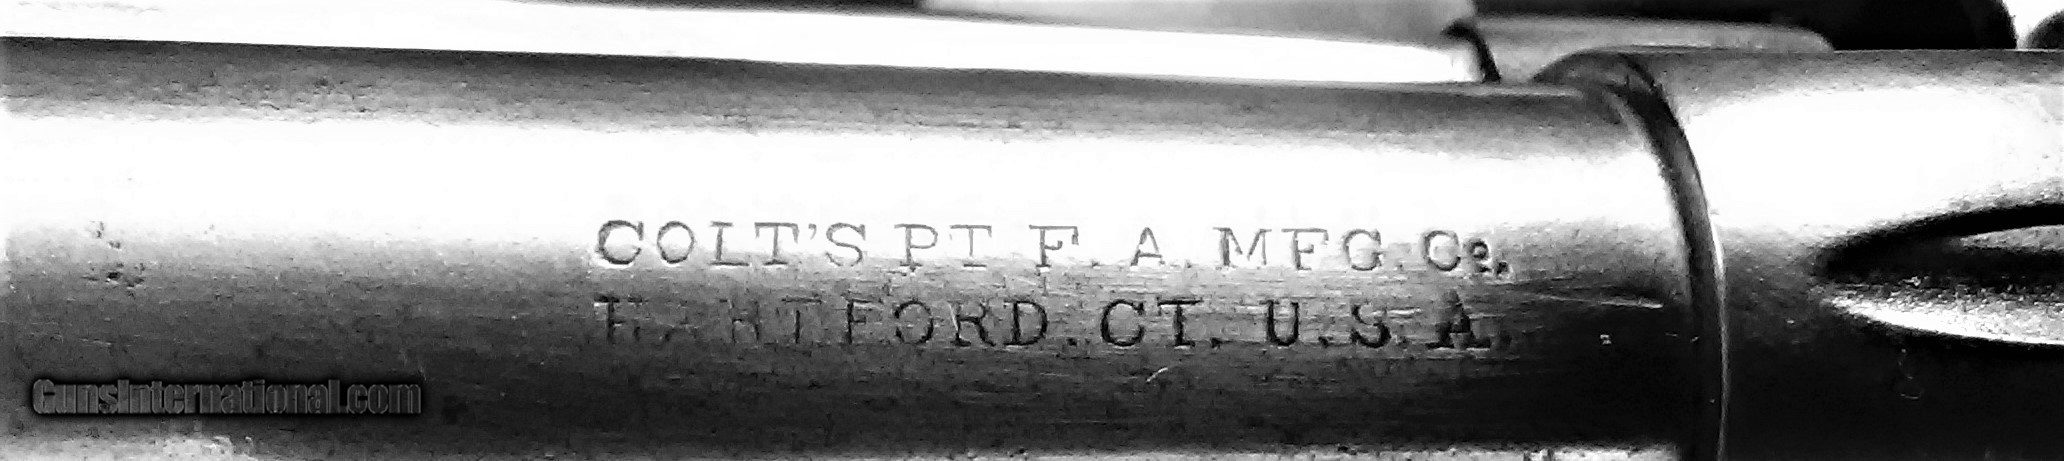 COLT'S PT F. A. MFG. Co.
HARTFORD. CT. U.S.A.
GunsInternational.com